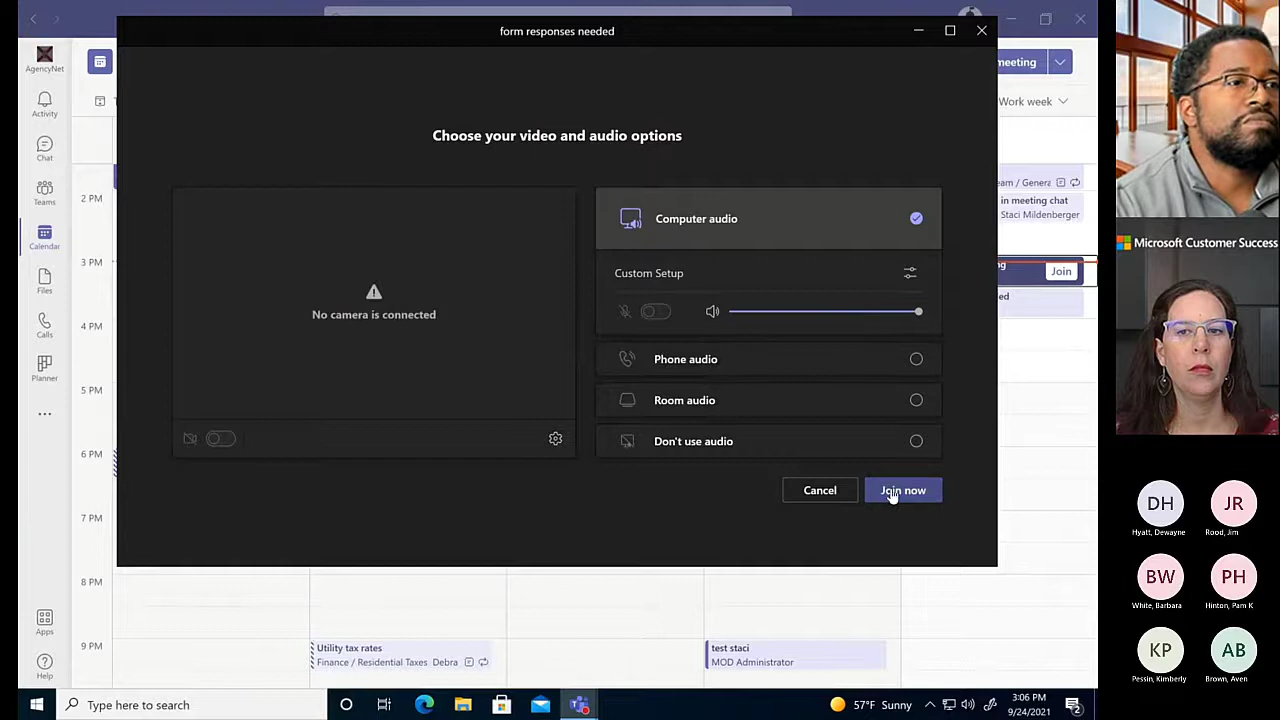 form responses needed
meeting
AgencyNet
Activity
Chat
Teams
Calendar
Files
Calls
Planner
Apps
Help
Work week
2 PM
3 PM
4 PM
5 PM
6 PM
7 PM
8 PM
9 PM
Choose your video and audio options
No camera is connected
Computer audio
Custom Setup
Phone audio
Room audio
Don't use audio
Cancel
Join now
eam / Genera
in meeting chat
Staci Mildenberger
Join
ed
Utility tax rates
Finance / Residential Taxes Debra
test staci
MOD Administrator
Type here to search
57°F Sunny
3:06 PM
9/24/2021
2
Microsoft Customer Success
DH
Hyatt, Dewayne
JR
Rood, Jim
BW
White, Barbara
PH
Hinton, Pam K
KP
Pessin, Kimberly
AB
Brown, Aven